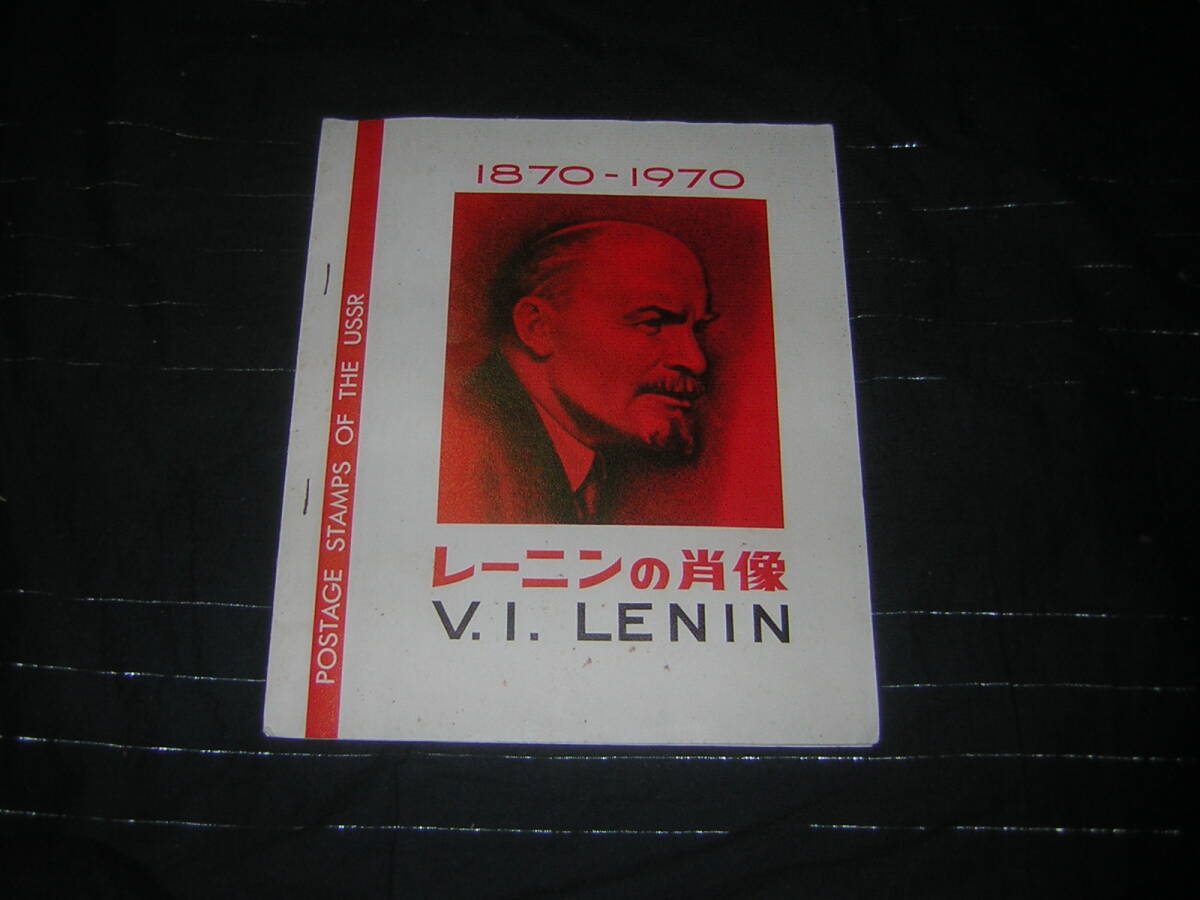 1870-1970
レーニンの肖像
V. I. LENIN
POSTAGE STAMPS OF THE USSR